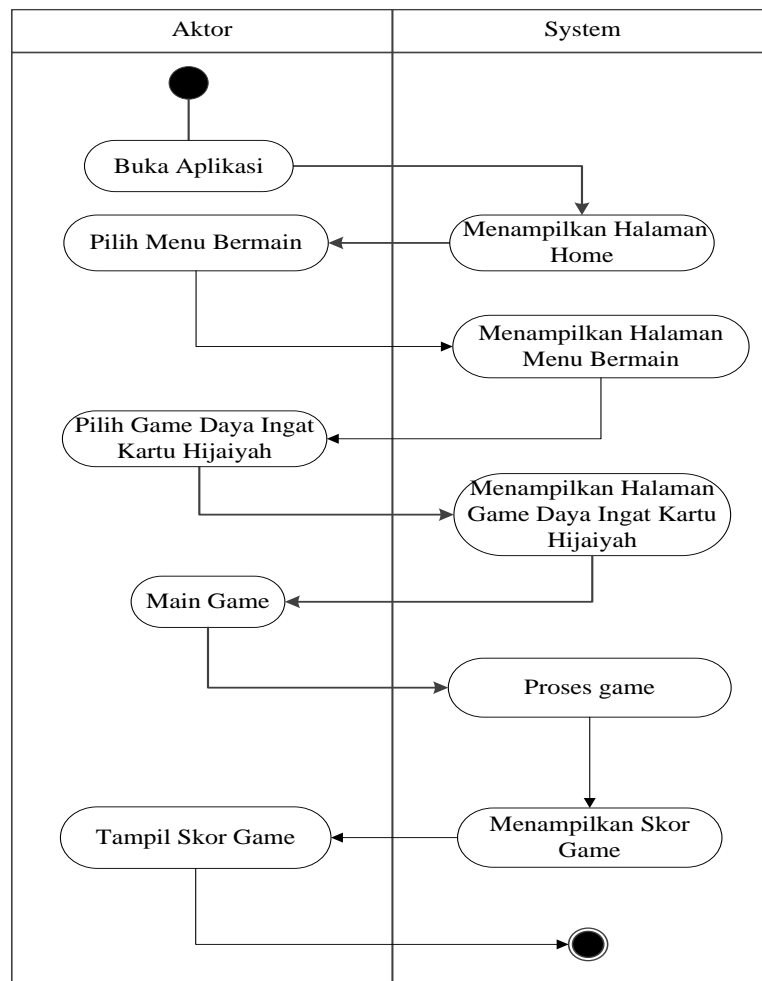 Aktor
System
Buka Aplikasi
Menampilkan Halaman
Home
Pilih Menu Bermain
Menampilkan Halaman
Menu Bermain
Pilih Game Daya Ingat
Kartu Hijaiyah
Menampilkan Halaman
Game Daya Ingat Kartu
Hijaiyah
Main Game
Proses game
Menampilkan Skor
Game
Tampil Skor Game